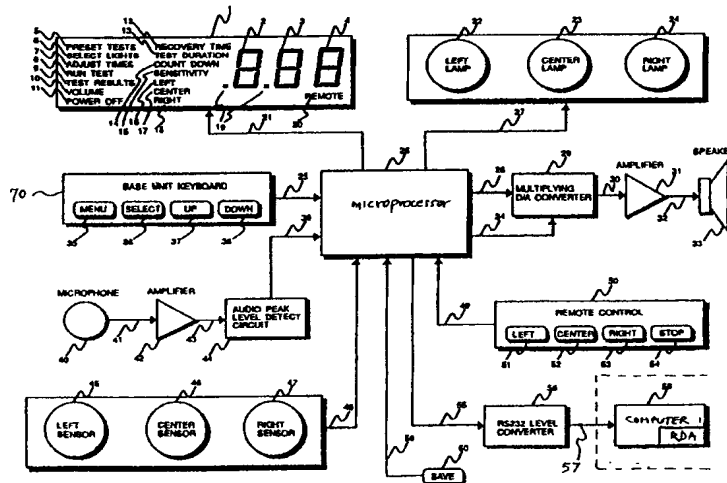 PRESET TESTS
SELECT LIGHTS
ADJUST TIMES
RUN TEST
TEST RESULTS
VOLUME
POWER OFF
RECOVERY TIME
TEST DURATION
COUNT DOWN
SENSITIVITY
LEFT
CENTER
RIGHT
REMOTE
LEFT LAMP
CENTER LAMP
RIGHT LAMP
70
BASE UNIT KEYBOARD
MENU SELECT UP DOWN
MICROPROCESSOR
MULTIPLYING D/A CONVERTER
AMPLIFIER
SPEAKE
MICROPHONE
AMPLIFIER
AUDIO PEAK LEVEL DETECT CIRCUIT
REMOTE CONTROL
LEFT CENTER RIGHT STOP
LEFT SENSOR
CENTER SENSOR
RIGHT SENSOR
RS232 LEVEL CONVERTER
57
COMPUTER
RDA
SAVE